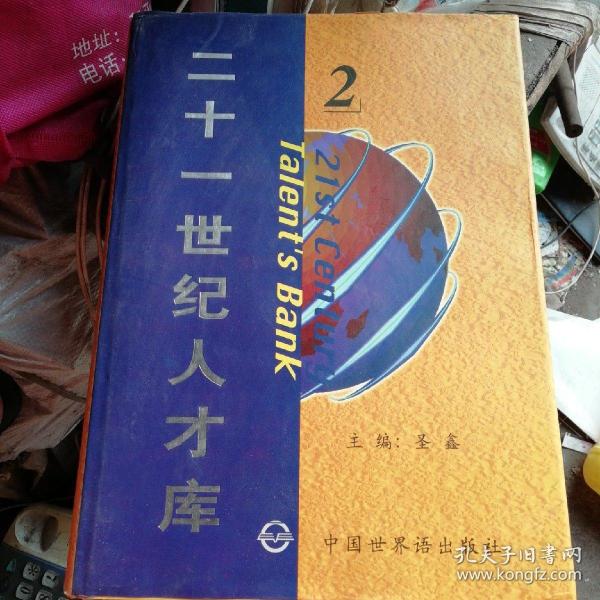 地址:
电话:
二十一世纪人才库
2
21st Century
Talent's Bank
主编:圣鑫
中国世界语出版社
孔夫子旧书网
www.kongfz.com